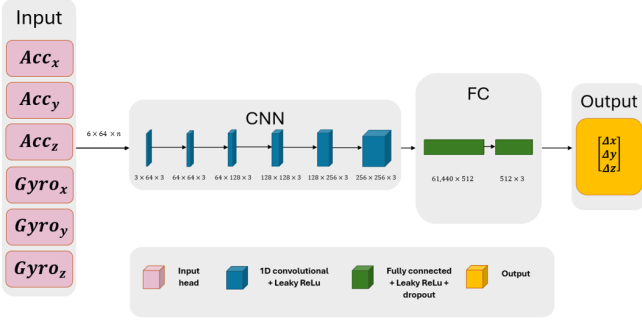 Input
Acc_x
Acc_y
Acc_z
Gyro_x
Gyro_y
Gyro_z
6 × 64 × n
CNN
3 × 64 × 3
64 × 64 × 3
64 × 128 × 3
128 × 128 × 3
128 × 256 × 3
256 × 256 × 3
FC
61,440 × 512
512 × 3
Output
Δx
Δy
Δz
Input
head
1D convolutional
+ Leaky ReLu
Fully connected
+ Leaky ReLu +
dropout
Output